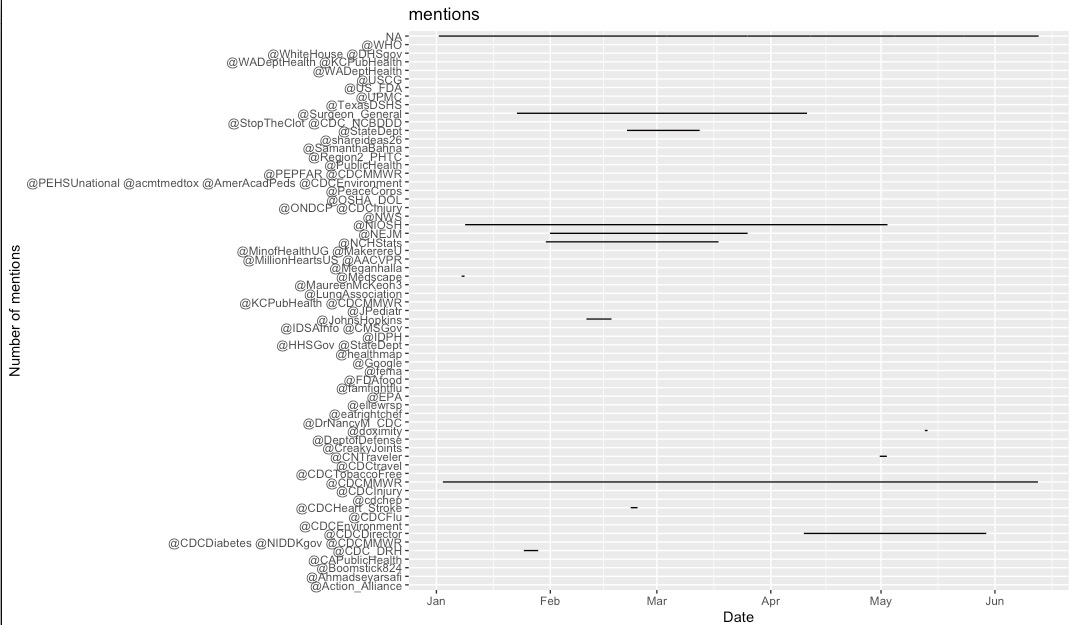 mentions
NA
@WHO
@WhiteHouse @DHSgov
@WADeptHealth @KCPubHealth
@WADeptHealth
@USCG
@US_FDA
@UPMC
@TexasDSHS
@Surgeon_General
@StopTheClot @CDC_NCBDDD
@StateDept
@shareideas26
@SamanthaBahna
@Region2_PHTC
@PublicHealth
@PEPFAR @CDCMMWR
@PEHSUnational @acmtmedtox @AmerAcadPeds @CDCEnvironment
@PeaceCorps
@OSHA_DOL
@ONDCP @CDCInjury
@NWS
@NIOSH
@NEJM
@NCHStats
@MinofHealthUG @MakerereU
@MillionHeartsUS @AACVPR
@Meganhalla
@Medscape
@MaureenMcKeoh3
@LungAssociation
@KCPubHealth @CDCMMWR
@JPediatr
@JohnsHopkins
@IDSAInfo @CMSGov
@IDPH
@HHSGov @StateDept
@healthmap
@Google
@fema
@FDAfood
@famfightflu
@EPA
@ellewrsp
@eatrightchef
@DrNancyM_CDC
@doximity
@DeptofDefense
@CreakyJoints
@CNTraveler
@CDCtravel
@CDCTobaccoFree
@CDCMMWR
@CDCInjury
@cdchep
@CDCHeart_Stroke
@CDCFlu
@CDCEnvironment
@CDCDirector
@CDCDiabetes @NIDDKgov @CDCMMWR
@CDC_DRH
@CAPublicHealth
@Boomstick824
@Ahmadseyarsafi
@Action_Alliance
Number of mentions
Jan Feb Mar Apr May Jun
Date